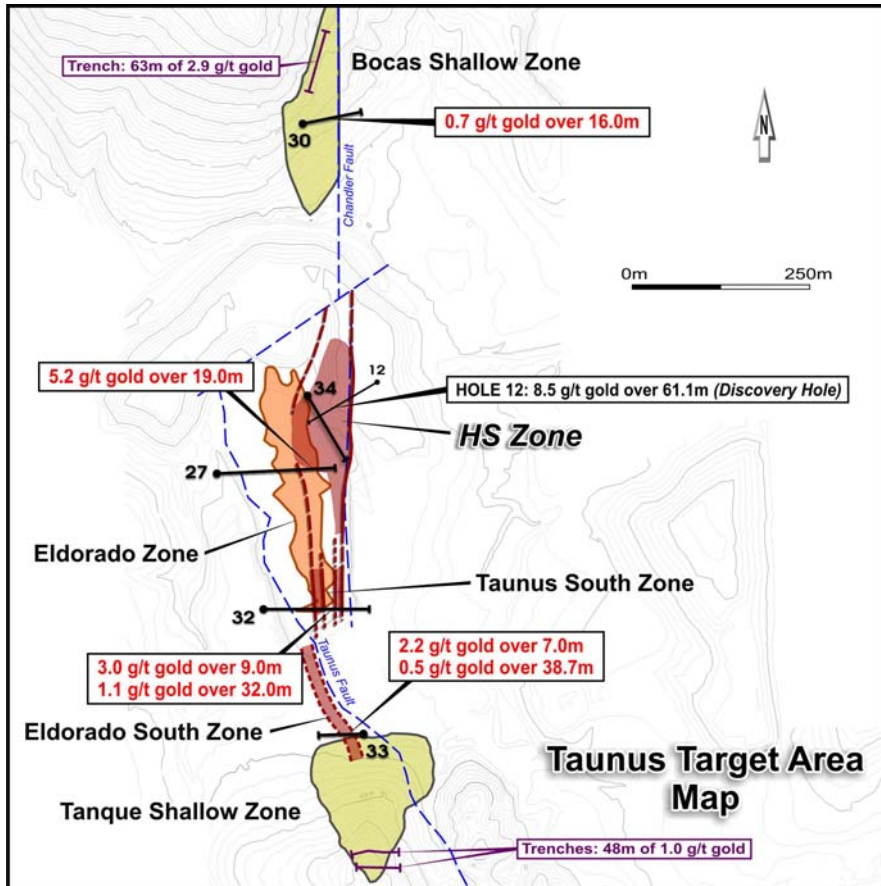 Bocas Shallow Zone
Trench: 63m of 2.9 g/t gold
30
0.7 g/t gold over 16.0m
N
Chandler Fault
0m
250m
5.2 g/t gold over 19.0m
34
12
HOLE 12: 8.5 g/t gold over 61.1m (Discovery Hole)
HS Zone
27
Eldorado Zone
Taunus South Zone
32
3.0 g/t gold over 9.0m
1.1 g/t gold over 32.0m
Taunus Fault
2.2 g/t gold over 7.0m
0.5 g/t gold over 38.7m
Eldorado South Zone
33
Tanque Shallow Zone
Taunus Target Area
Map
Trenches: 48m of 1.0 g/t gold